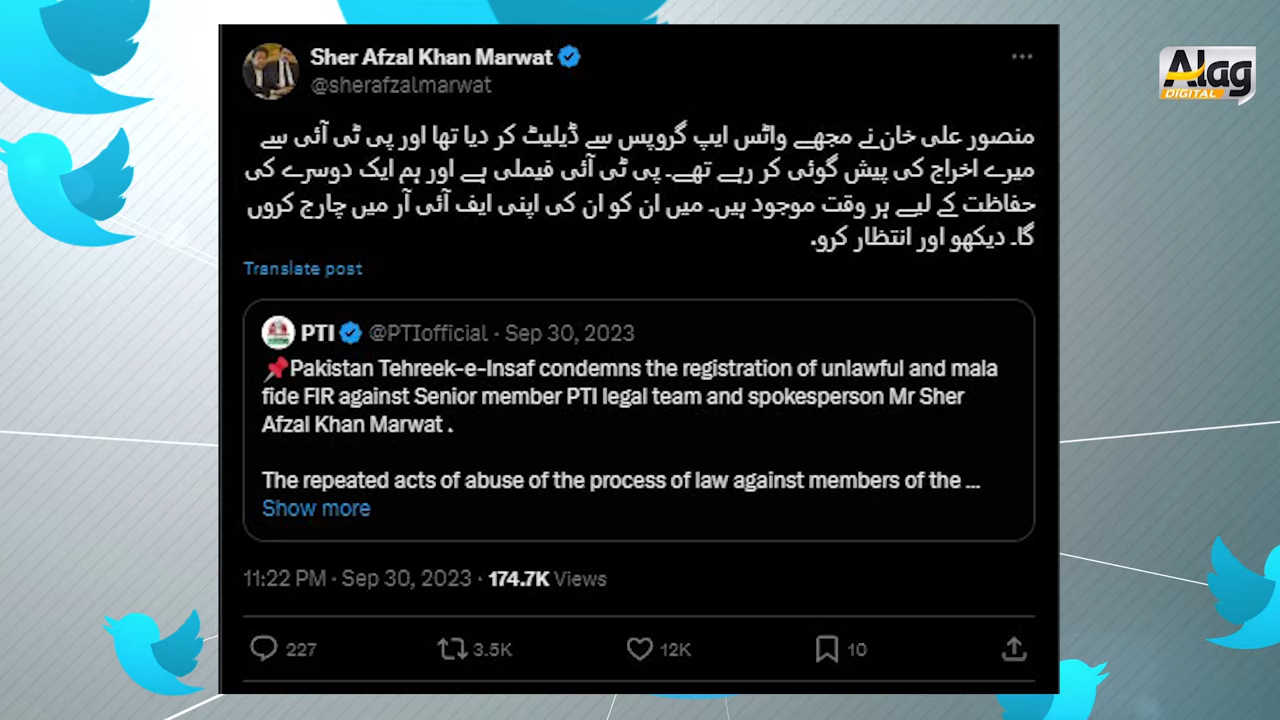 Alag
DIGITAL
Sher Afzal Khan Marwat
@sherafzalmarwat
منصور علی خان نے مجھے واٹس ایپ گروپس سے ڈیلیٹ کر دیا تھا اور پی ٹی آئی سے
میرے اخراج کی پیش گوئی کر رہے تھے۔ پی ٹی آئی فیملی ہے اور ہم ایک دوسرے کی
حفاظت کے لیے ہر وقت موجود ہیں۔ میں ان کو ان کی اپنی ایف آئی آر میں چارج کروں
گا۔ دیکھو اور انتظار کرو.
Translate post
PTI @PTIofficial · Sep 30, 2023
📌Pakistan Tehreek-e-Insaf condemns the registration of unlawful and mala
fide FIR against Senior member PTI legal team and spokesperson Mr Sher
Afzal Khan Marwat .
The repeated acts of abuse of the process of law against members of the ...
Show more
11:22 PM · Sep 30, 2023 · 174.7K Views
227 3.5K 12K 10